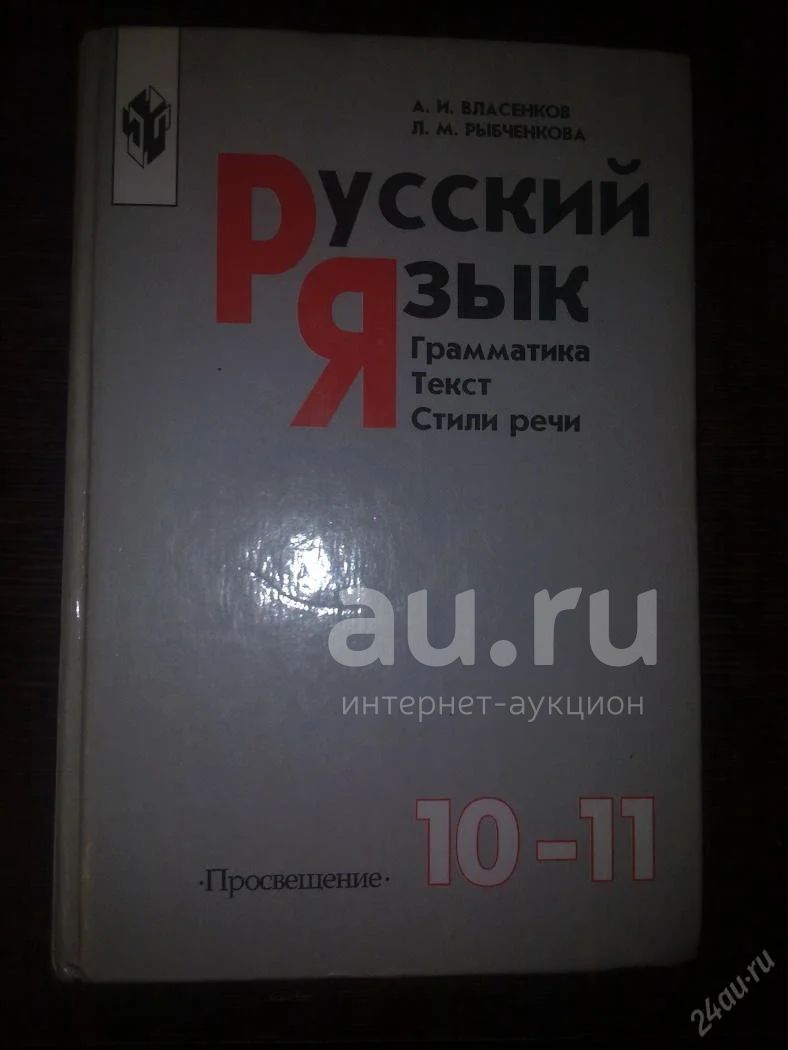 А. И. ВЛАСЕНКОВ
Л. М. РЫБЧЕНКОВА
Русский
Язык
Грамматика
Текст
Стили речи
au.ru
интернет-аукцион
10-11
·Просвещение·
24au.ru